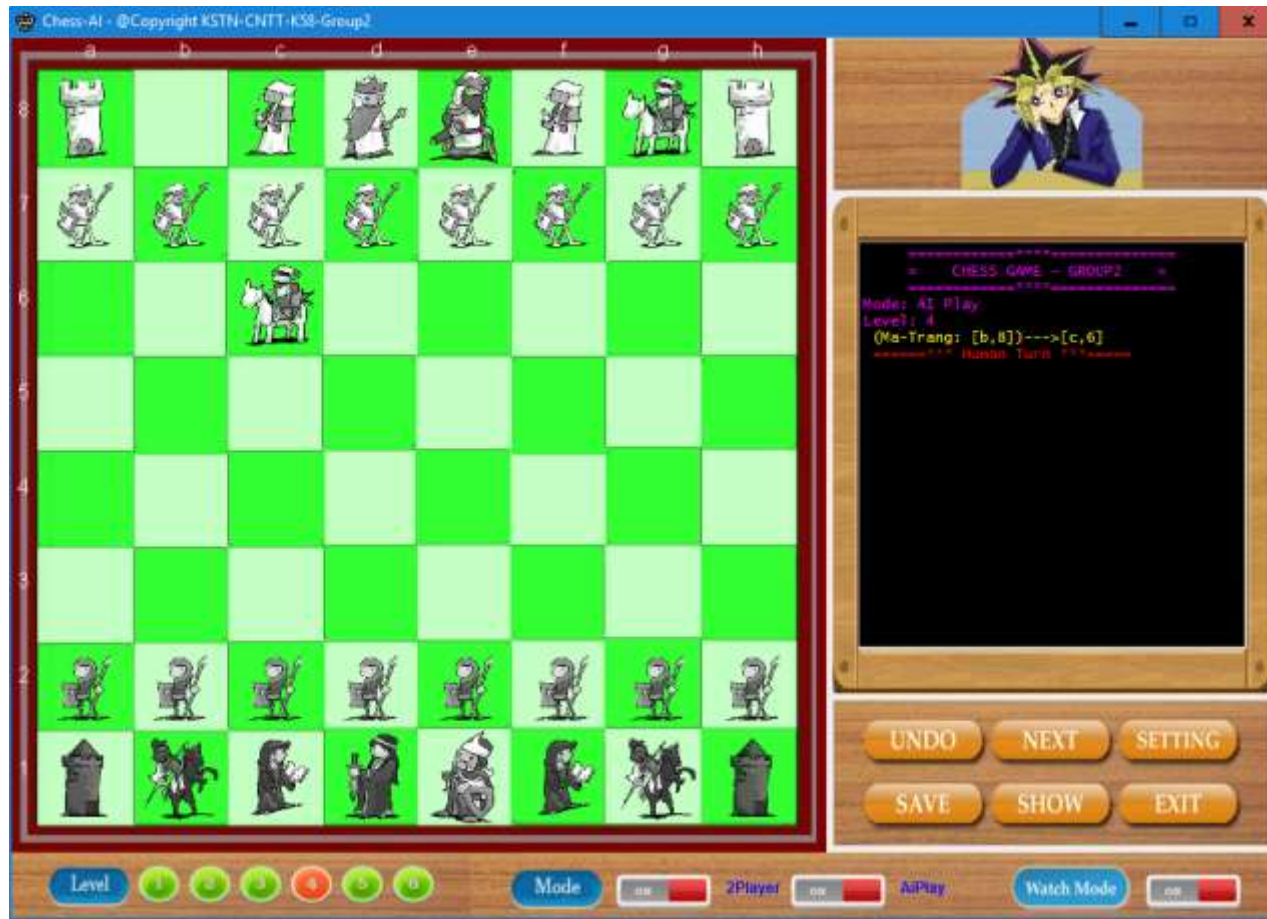 Chess-AI - @Copyright KSTN-CNTT-K58-Group2
a b c d e f g h
8
7
6
5
4
3
2
1
= CHESS GAME - GROUP2 =
Mode: AI Play
Level: 4
(Ma-Trang: [b,8])--->[c,6]
Human Turn
UNDO NEXT SETTING
SAVE SHOW EXIT
Level 1 2 3 4 5 6 Mode 2Player AiPlay Watch Mode